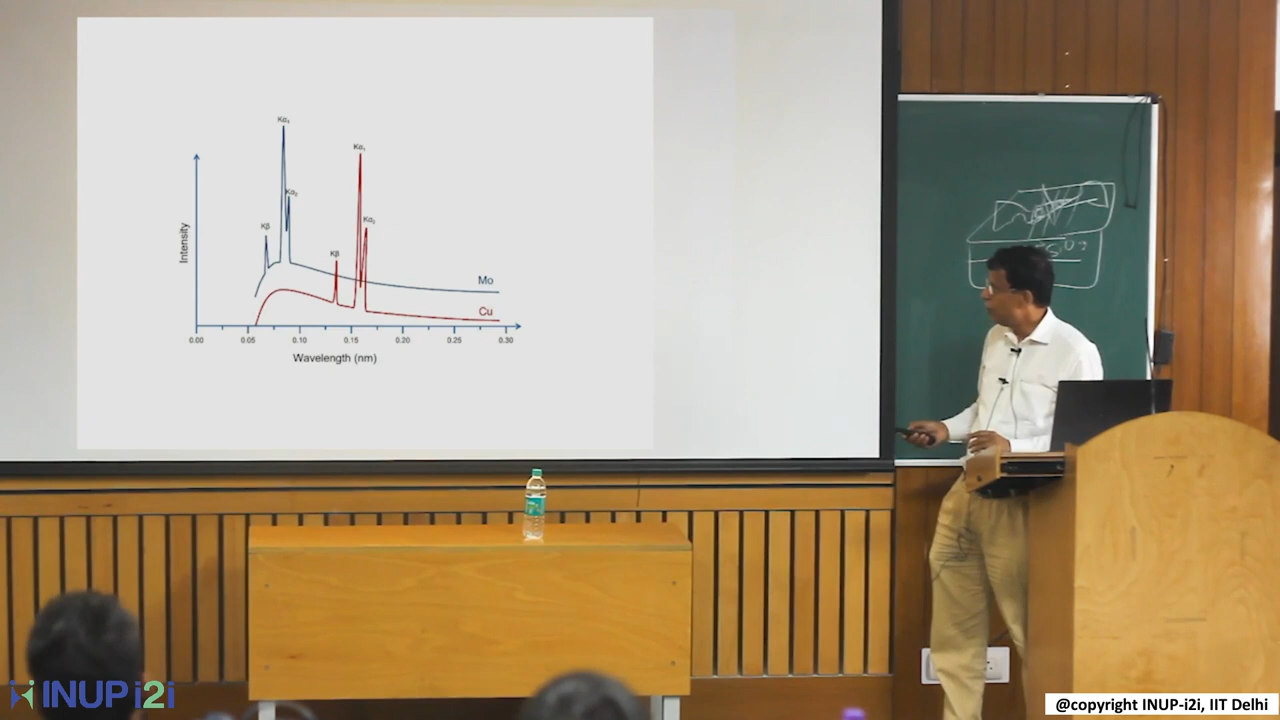 Kα₁
Kα₂
Kβ
Kα₁
Kα₂
Kβ
Intensity
Mo
Cu
0.00 0.05 0.10 0.15 0.20 0.25 0.30
Wavelength (nm)
INUP i2i
@copyright INUP-i2i, IIT Delhi